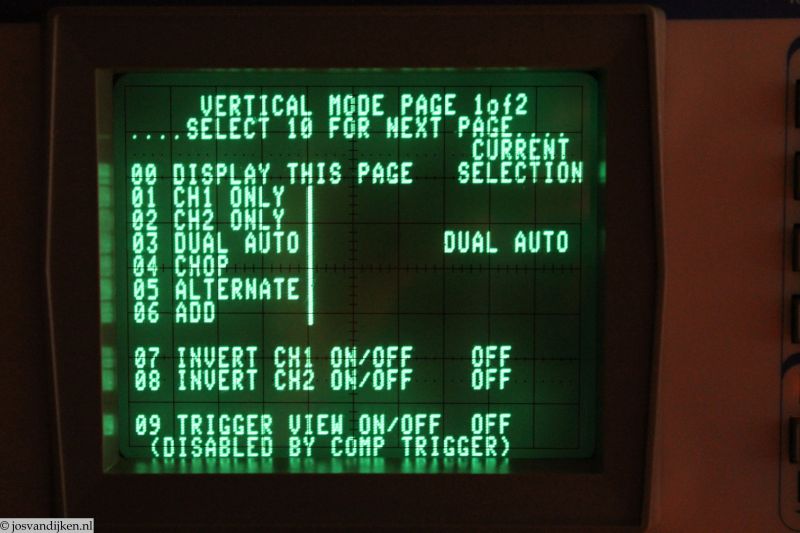 VERTICAL MODE PAGE 1of2
....SELECT 10 FOR NEXT PAGE....
CURRENT
00 DISPLAY THIS PAGE SELECTION
01 CH1 ONLY
02 CH2 ONLY
03 DUAL AUTO DUAL AUTO
04 CHOP
05 ALTERNATE
06 ADD
07 INVERT CH1 ON/OFF OFF
08 INVERT CH2 ON/OFF OFF
09 TRIGGER VIEW ON/OFF OFF
(DISABLED BY COMP TRIGGER)
© josvandijken.nl